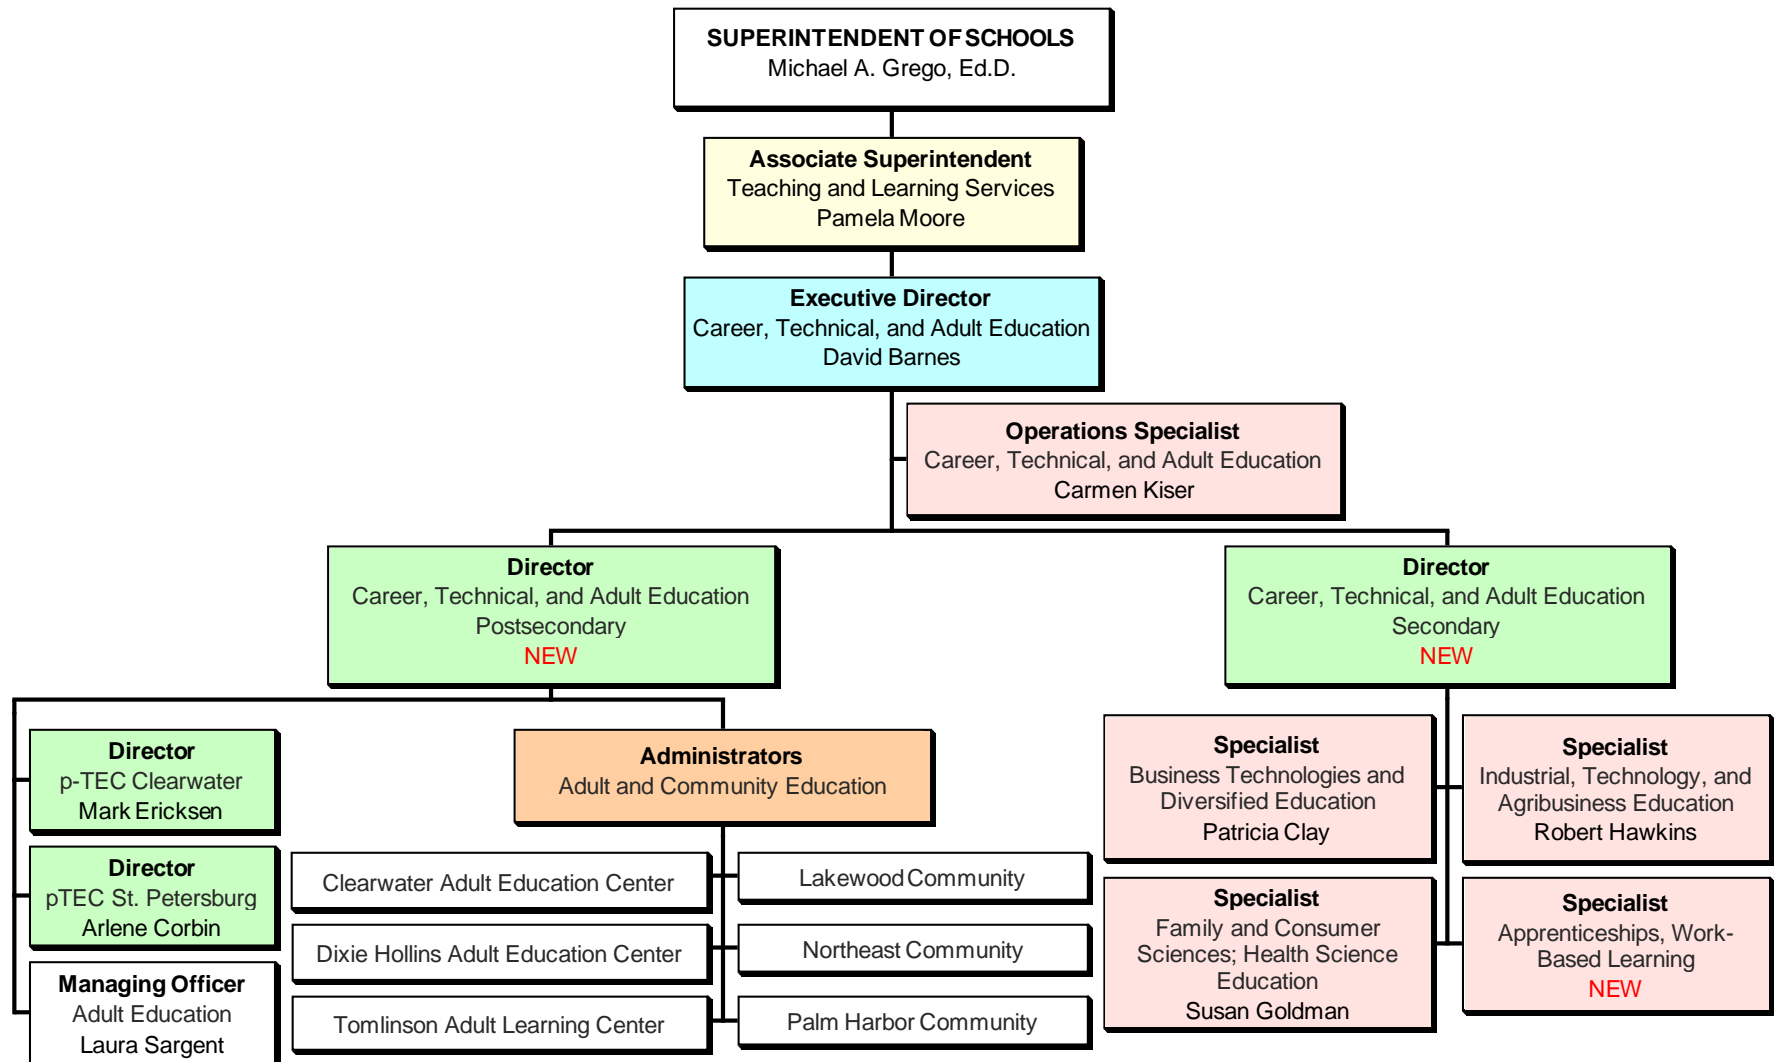 SUPERINTENDENT OF SCHOOLS
Michael A. Grego, Ed.D.
Associate Superintendent
Teaching and Learning Services
Pamela Moore
Executive Director
Career, Technical, and Adult Education
David Barnes
Operations Specialist
Career, Technical, and Adult Education
Carmen Kiser
Director
Career, Technical, and Adult Education
Postsecondary
NEW
Director
Career, Technical, and Adult Education
Secondary
NEW
Director
p-TEC Clearwater
Mark Ericksen
Director
pTEC St. Petersburg
Arlene Corbin
Managing Officer
Adult Education
Laura Sargent
Administrators
Adult and Community Education
Clearwater Adult Education Center
Lakewood Community
Dixie Hollins Adult Education Center
Northeast Community
Tomlinson Adult Learning Center
Palm Harbor Community
Specialist
Business Technologies and
Diversified Education
Patricia Clay
Specialist
Industrial, Technology, and
Agribusiness Education
Robert Hawkins
Specialist
Family and Consumer
Sciences; Health Science
Education
Susan Goldman
Specialist
Apprenticeships, Work-
Based Learning
NEW